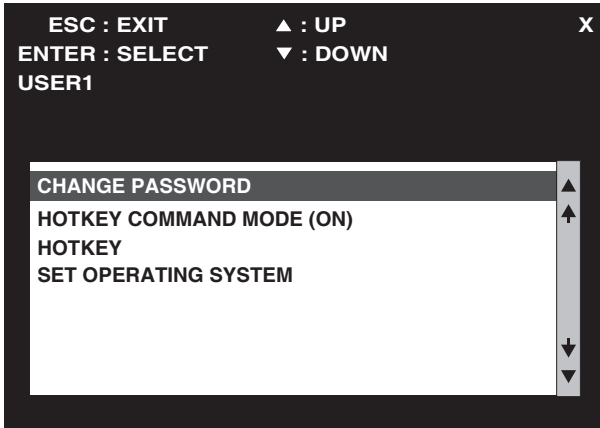 ESC : EXIT ▲ : UP X
ENTER : SELECT ▼ : DOWN
USER1
CHANGE PASSWORD
HOTKEY COMMAND MODE (ON)
HOTKEY
SET OPERATING SYSTEM